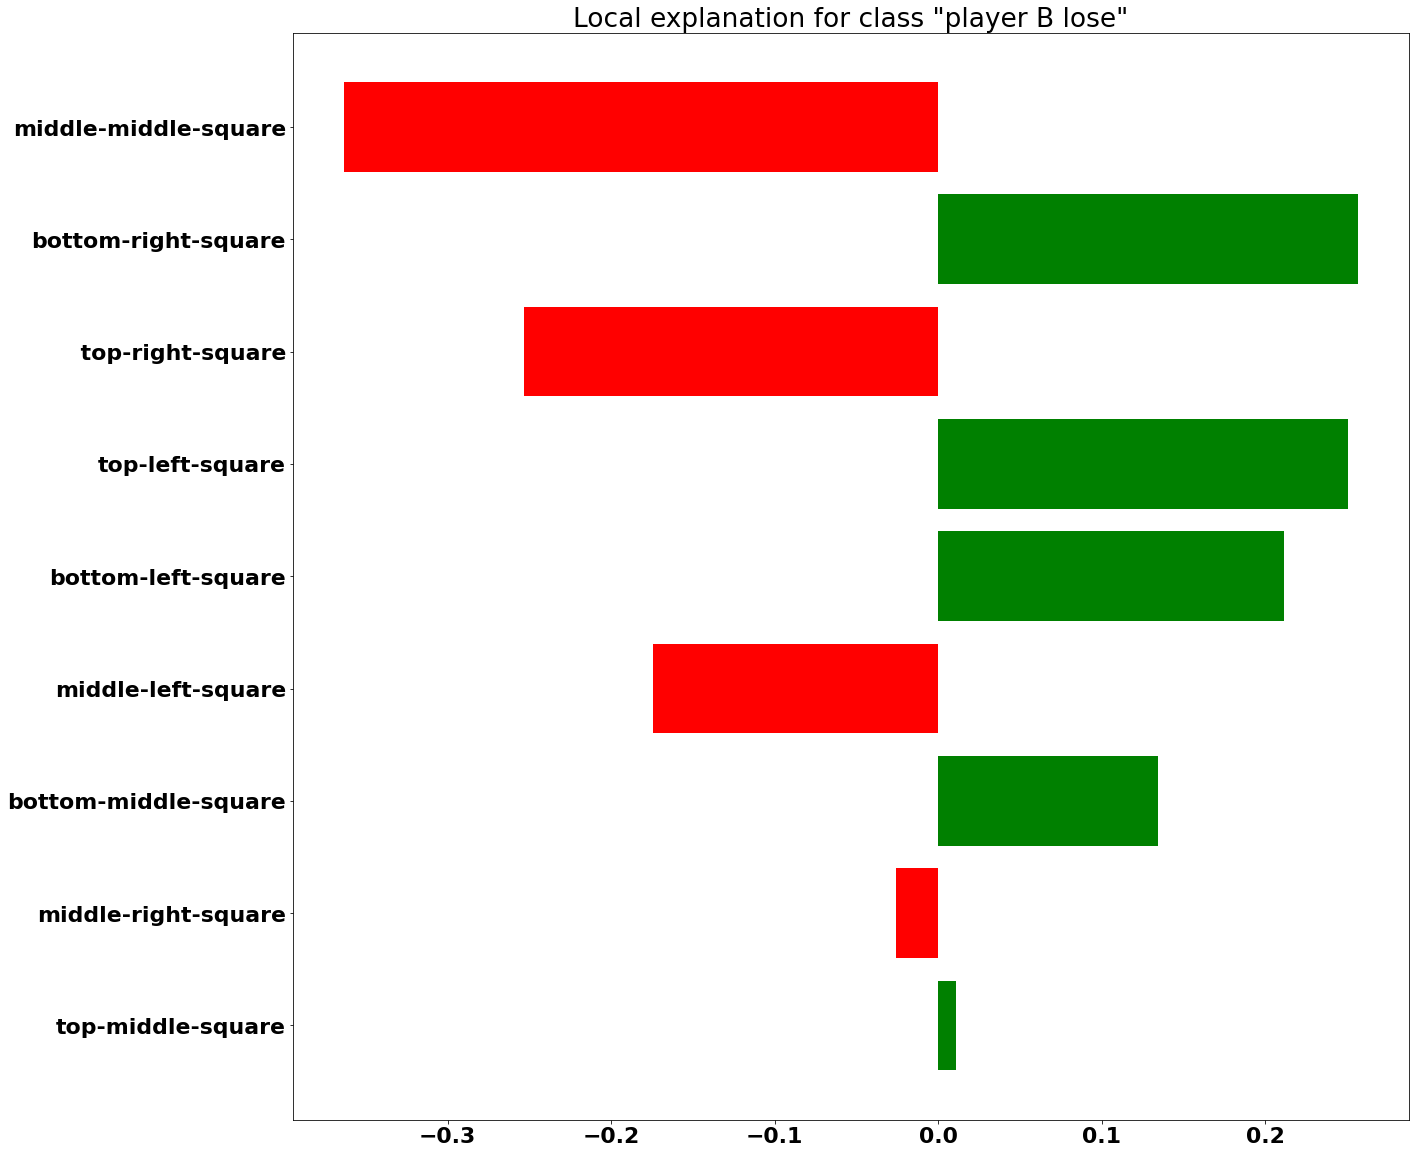 Local explanation for class "player B lose"
middle-middle-square
bottom-right-square
top-right-square
top-left-square
bottom-left-square
middle-left-square
bottom-middle-square
middle-right-square
top-middle-square
−0.3 −0.2 −0.1 0.0 0.1 0.2